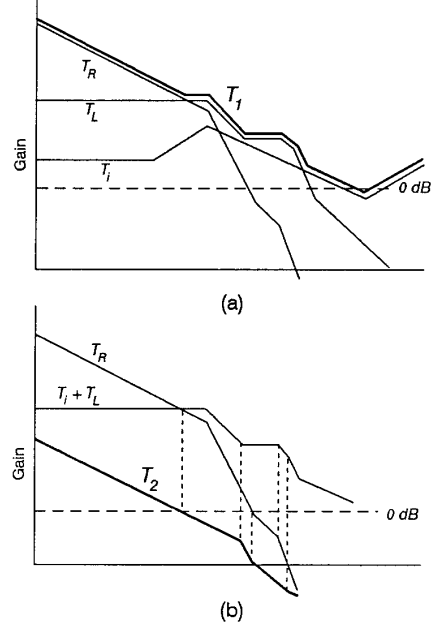 T_R
T_1
T_L
T_i
Gain
0 dB
(a)
T_R
T_i + T_L
T_2
Gain
0 dB
(b)